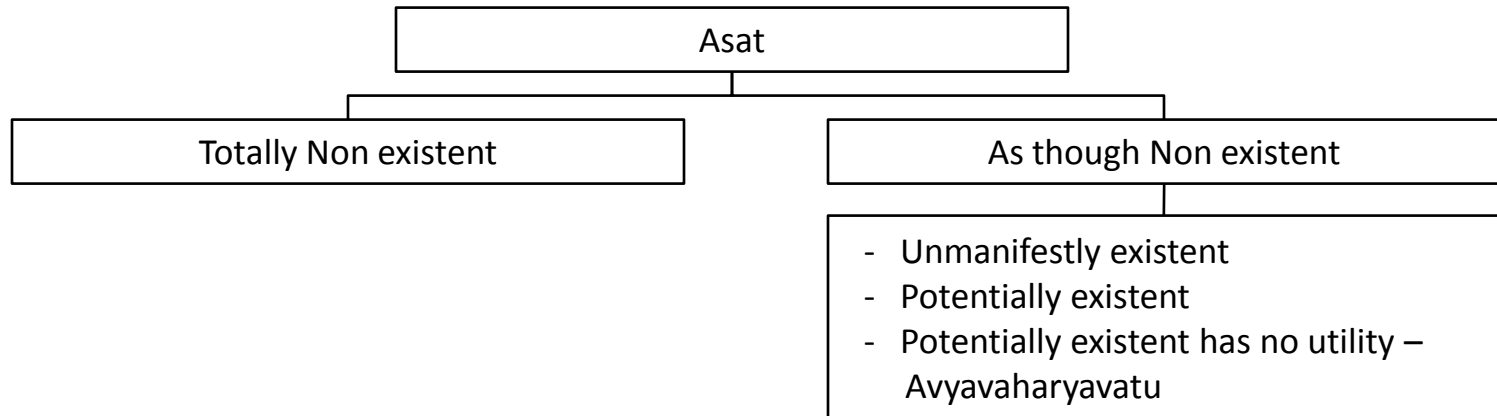 Asat
Totally Non existent
As though Non existent
- Unmanifestly existent
- Potentially existent
- Potentially existent has no utility –
Avyavaharyavatu